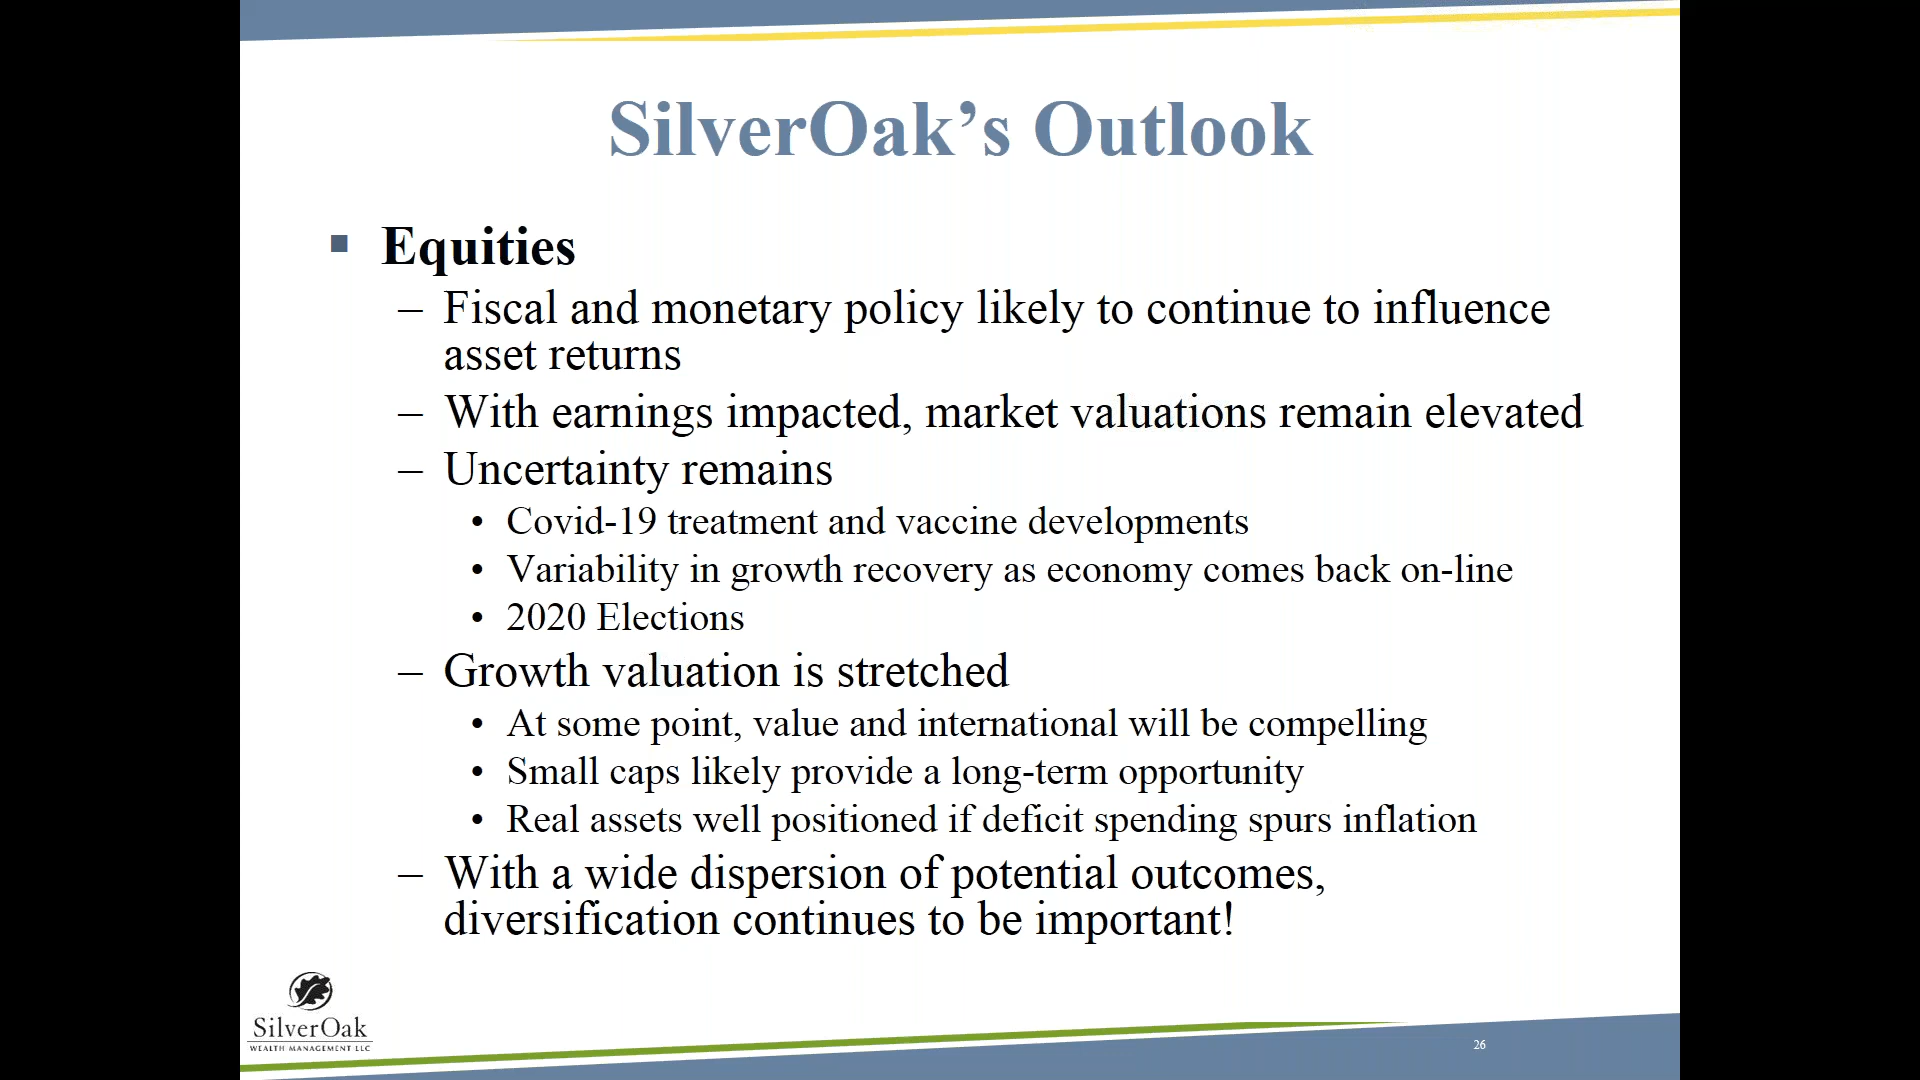 SilverOak’s Outlook
▪ Equities
– Fiscal and monetary policy likely to continue to influence
asset returns
– With earnings impacted, market valuations remain elevated
– Uncertainty remains
• Covid-19 treatment and vaccine developments
• Variability in growth recovery as economy comes back on-line
• 2020 Elections
– Growth valuation is stretched
• At some point, value and international will be compelling
• Small caps likely provide a long-term opportunity
• Real assets well positioned if deficit spending spurs inflation
– With a wide dispersion of potential outcomes,
diversification continues to be important!
SilverOak
WEALTH MANAGEMENT LLC
26